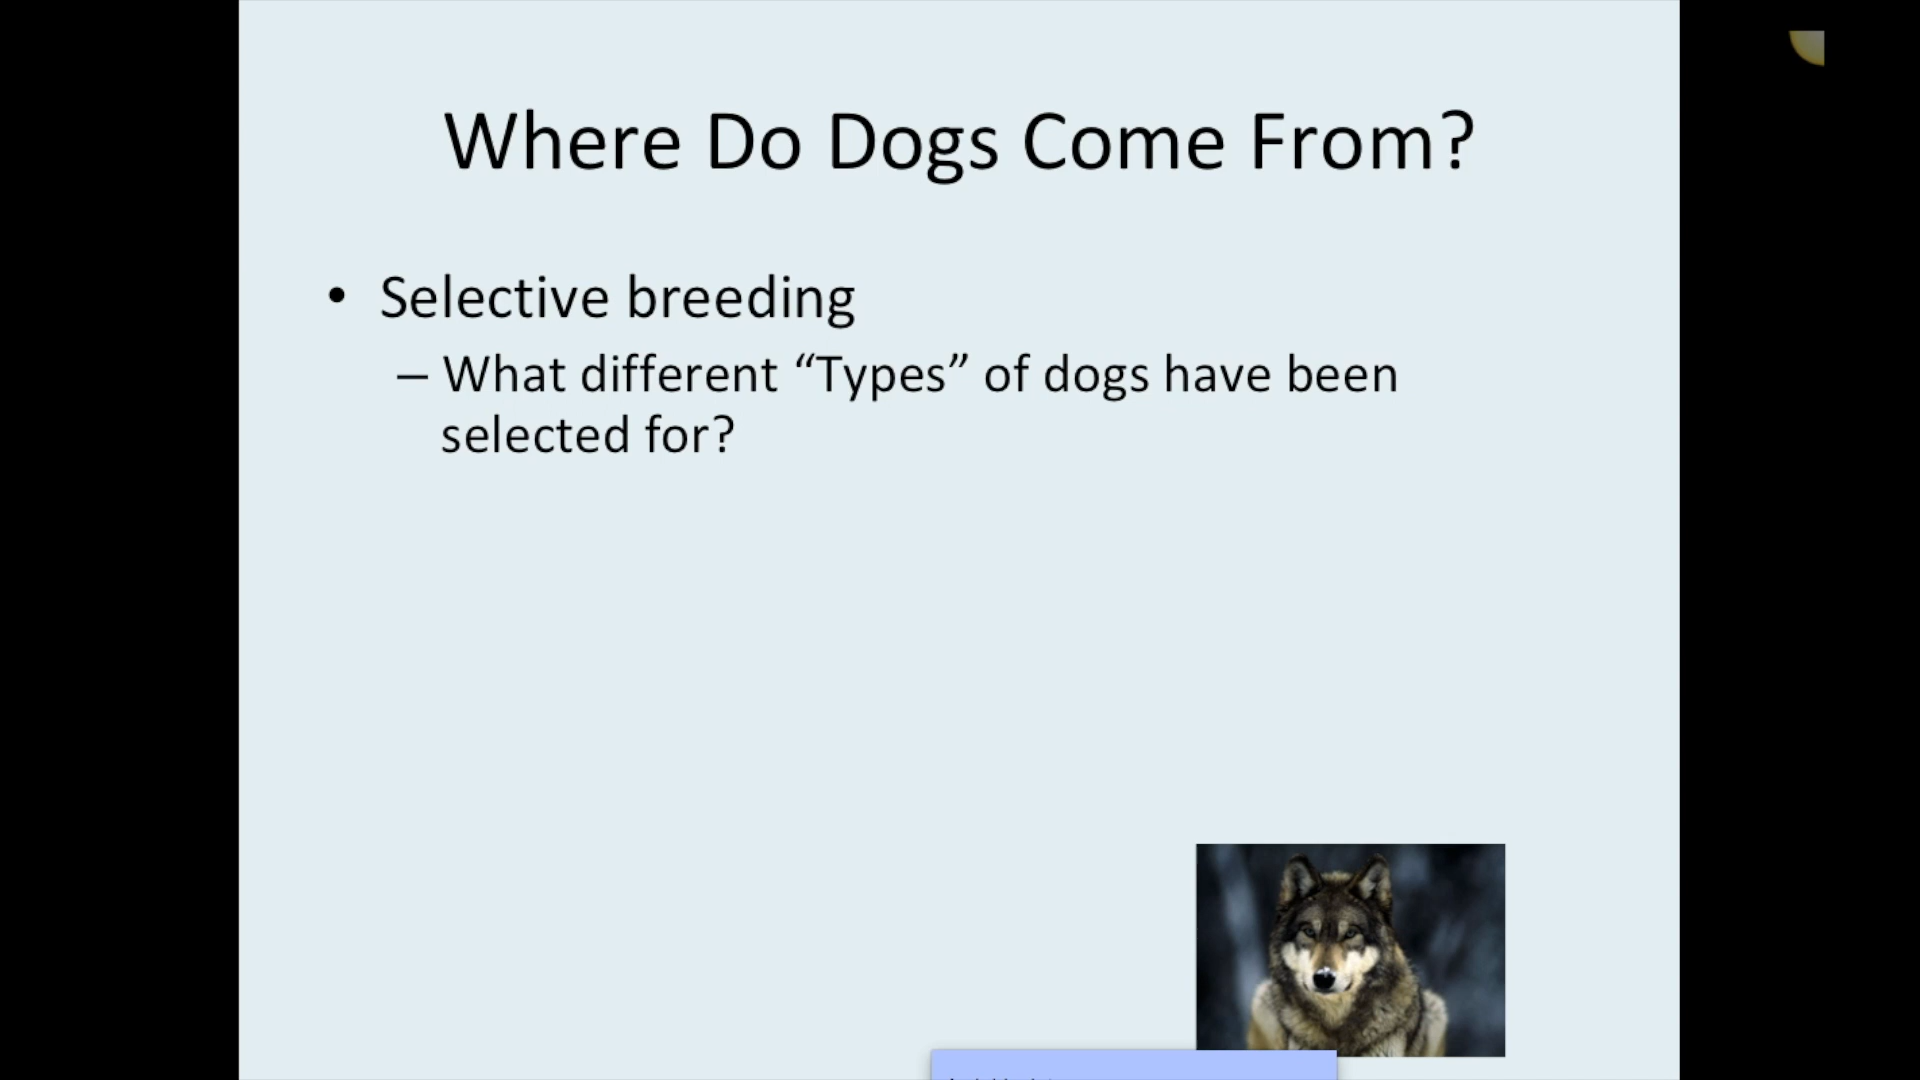 Where Do Dogs Come From?
• Selective breeding
– What different “Types” of dogs have been
selected for?